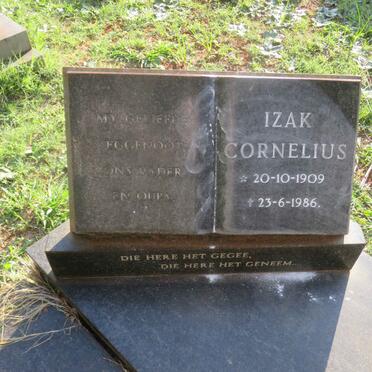 MY GELIEFDE
EGGENOOT
ONS VADER
EN OUPA
IZAK
CORNELIUS
☆ 20-10-1909
✝ 23-6-1986.
DIE HERE HET GEGEE,
DIE HERE HET GENEEM...